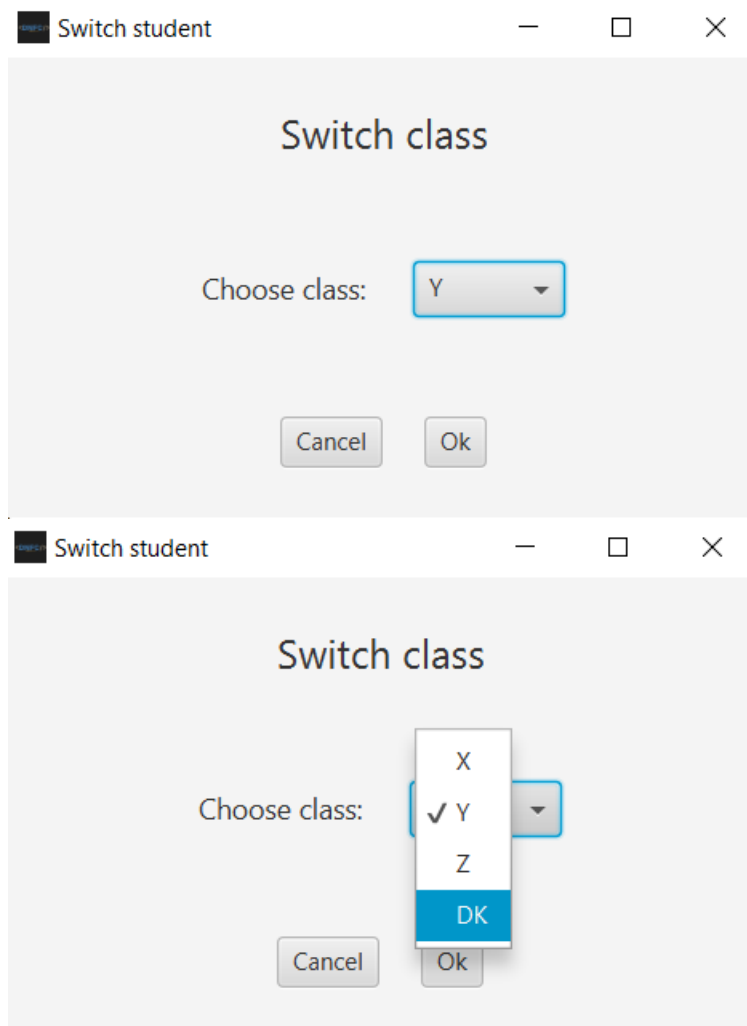 Switch student
Switch class
Choose class: Y
Cancel Ok
Switch student
Switch class
X
Choose class: Y
Z
DK
Cancel Ok